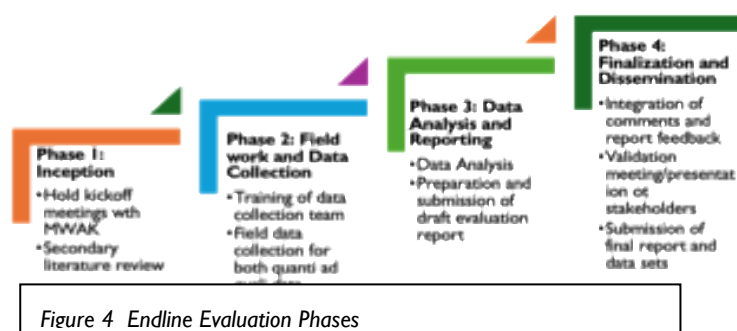 Phase 1:
Inception
•Hold kickoff
meetings wth
MWAK
•Secondary
literature review
Phase 2: Field
work and Data
Collection
•Training of data
collection team
•Field data
collection for
both quanti ad
Phase 3: Data
Analysis and
Reporting
•Data Analysis
•Preparation and
submission of
draft evaluation
report
Phase 4:
Finalization and
Dissemination
•Integration of
comments and
report feedback
•Validation
meeting/presentat
ion ot
stakeholders
•Submission of
final report and
data sets
Figure 4 Endline Evaluation Phases